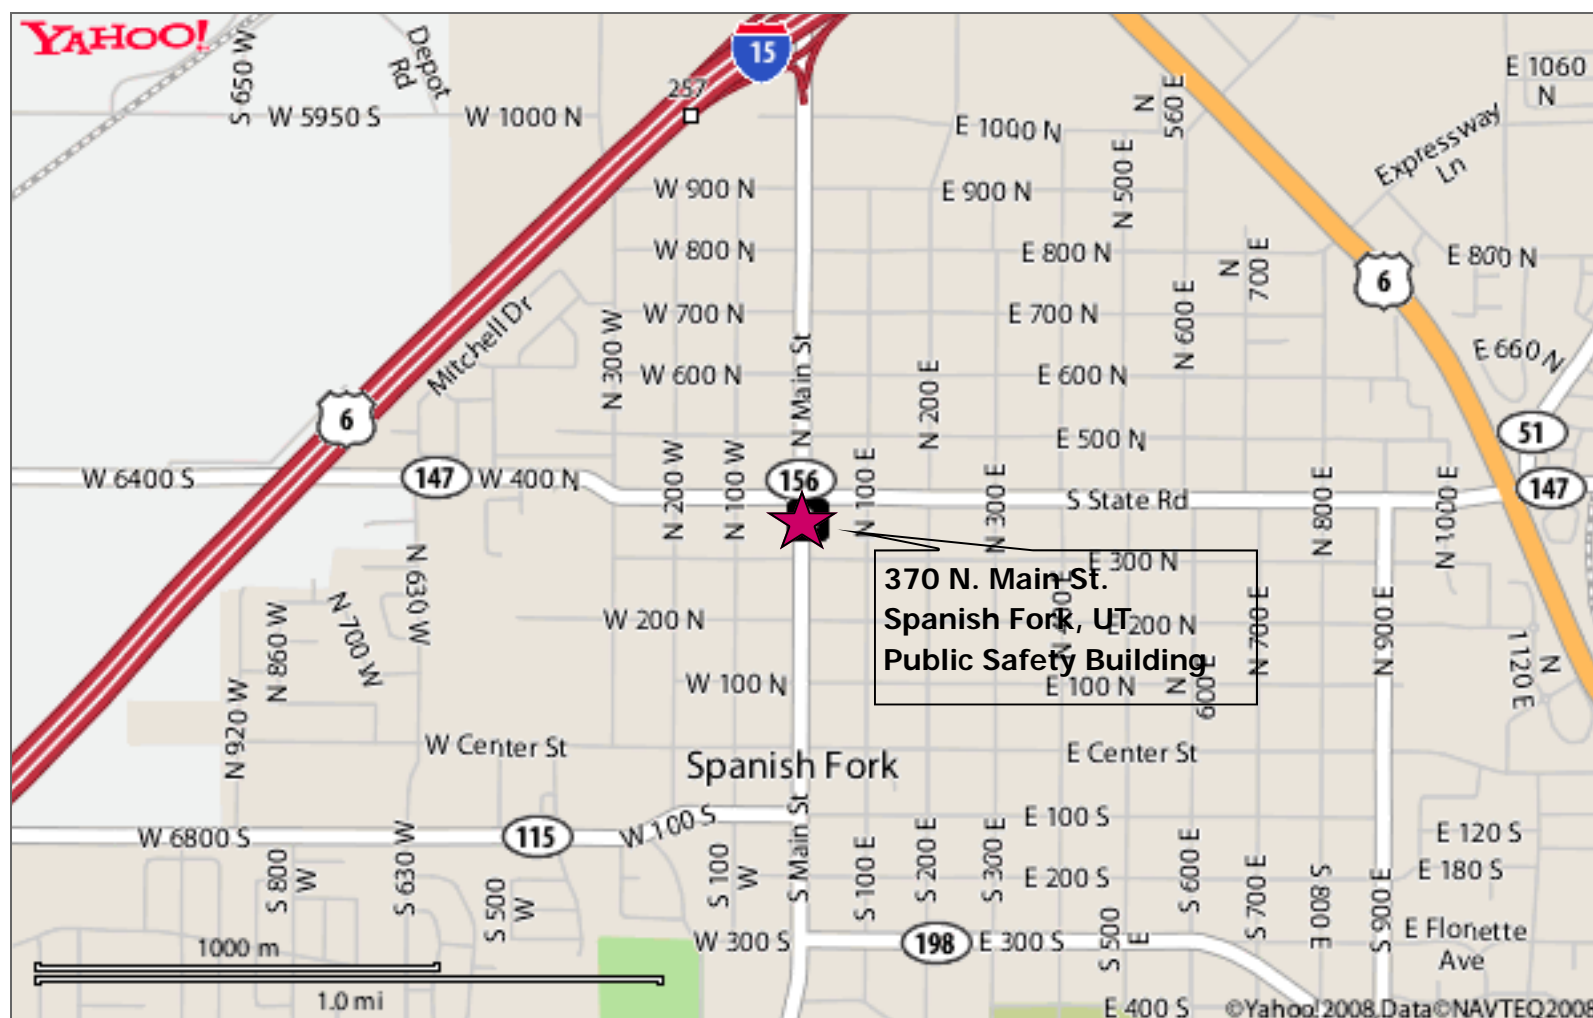 YAHOO!
15
257
S 650 W
Depot
Rd
W 5950 S
W 1000 N
E 1000 N
N
560 E
E 1060
N
Expressway
Ln
W 900 N
E 900 N
N 500 E
W 800 N
E 800 N
N
700 E
E 800 N
6
W 700 N
E 700 N
N 600 E
Mitchell Dr
N 300 W
N Main St
W 600 N
N 200 E
E 600 N
E 660 N
6
E 500 N
51
W 6400 S
147
W 400 N
N 200 W
N 100 W
156
N 100 E
N 300 E
S State Rd
N 800 E
N 1000 E
147
E 300 N
370 N. Main St.
Spanish Fork, UT
Public Safety Building
N 400 E
E 200 N
E 100 N
N
600 E
N 700 E
N 900 E
N
1120 E
N 630 W
N 700 W
N 860 W
W 200 N
W 100 N
N 920 W
W Center St
E Center St
Spanish Fork
W 6800 S
115
W 100 S
S Main St
E 100 S
E 120 S
S 800
W
S 630 W
S 500
W
S 100
W
S 100 E
S 200 E
S 300 E
E 200 S
S 600 E
S 700 E
S 800 E
S 900 E
E 180 S
W 300 S
198
E 300 S
S 500
E
E Flonette
Ave
1000 m
1.0 mi
E 400 S
©Yahoo! 2008, Data©NAVTEQ2008